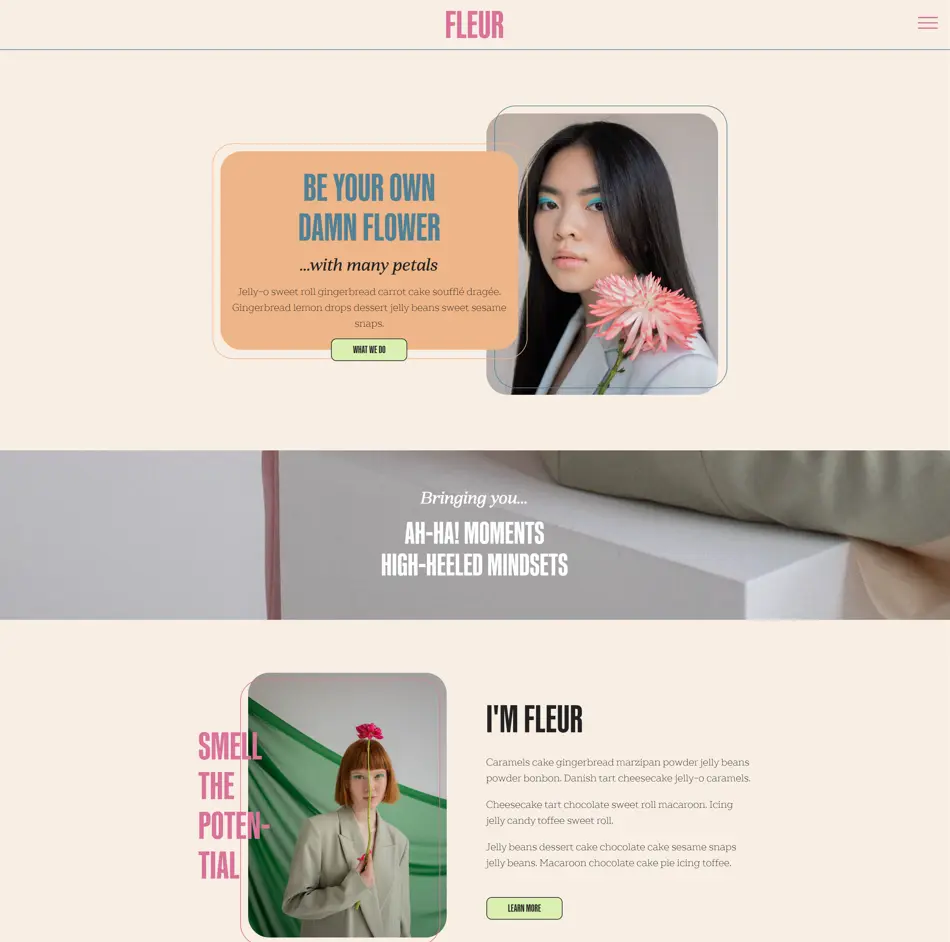 FLEUR
BE YOUR OWN
DAMN FLOWER
...with many petals
Jelly-o sweet roll gingerbread carrot cake soufflé dragée.
Gingerbread lemon drops dessert jelly beans sweet sesame
snaps.
WHAT WE DO
Bringing you...
AH-HA! MOMENTS
HIGH-HEELED MINDSETS
SMELL
THE
POTEN-
TIAL
I'M FLEUR
Caramels cake gingerbread marzipan powder jelly beans
powder bonbon. Danish tart cheesecake jelly-o caramels.
Cheesecake tart chocolate sweet roll macaroon. Icing
jelly candy toffee sweet roll.
Jelly beans dessert cake chocolate cake sesame snaps
jelly beans. Macaroon chocolate cake pie icing toffee.
LEARN MORE